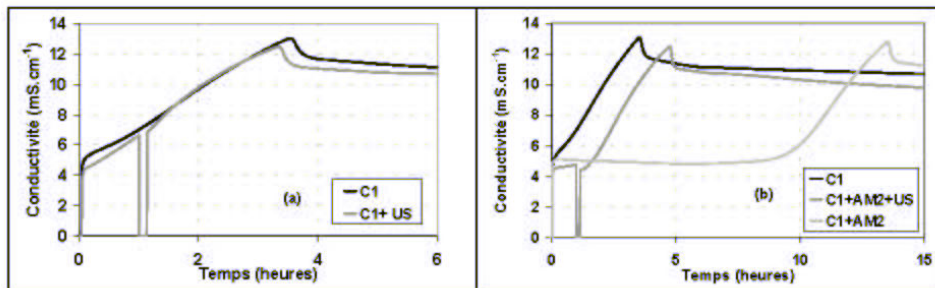 Conductivité (mS.cm-1)
14
12
10
8
6
4
2
0
(a)
C1
C1+ US
0
2
4
6
Temps (heures)
Conductivité (mS.cm-1)
14
12
10
8
6
4
2
0
(b)
C1
C1+AM2+US
C1+AM2
0
5
10
15
Temps (heures)